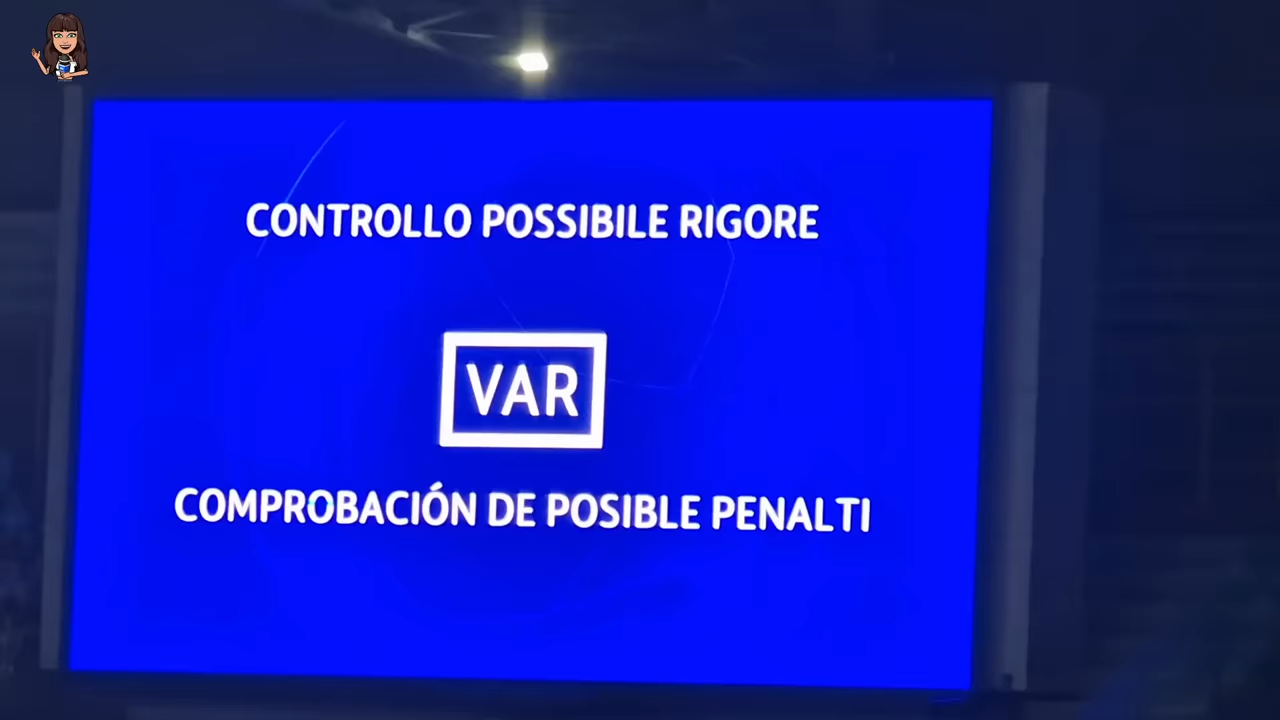 CONTROLLO POSSIBILE RIGORE
VAR
COMPROBACIÓN DE POSIBLE PENALTI